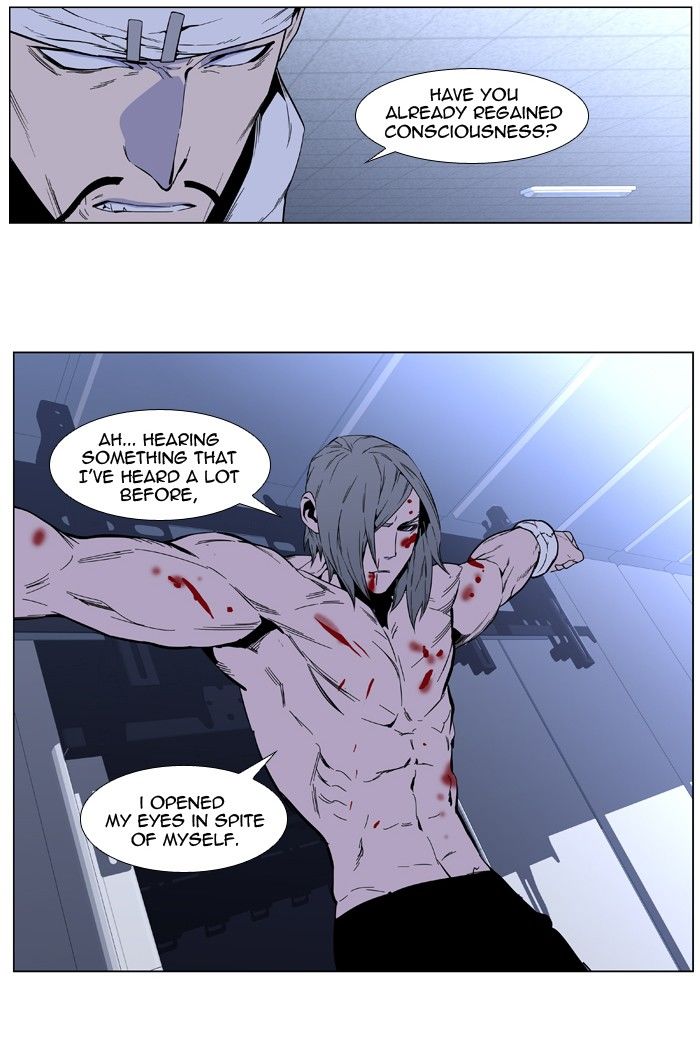 HAVE YOU
ALREADY REGAINED
CONSCIOUSNESS?
AH... HEARING
SOMETHING THAT
I'VE HEARD A LOT
BEFORE,
I OPENED
MY EYES IN SPITE
OF MYSELF.